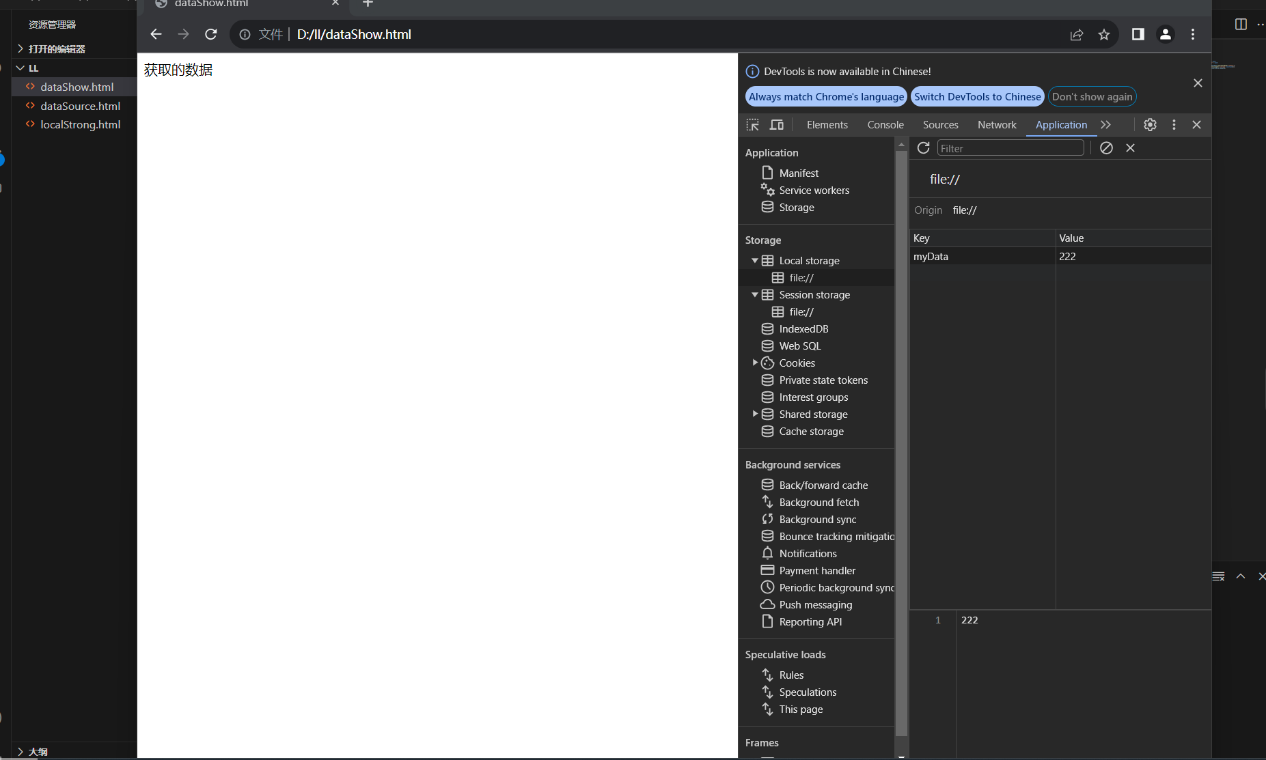 资源管理器
打开的编辑器
LL
dataShow.html
dataSource.html
localStrong.html
大纲
dataShow.html
文件 D:/ll/dataShow.html
获取的数据
DevTools is now available in Chinese!
Always match Chrome's language Switch DevTools to Chinese Don't show again
Elements Console Sources Network Application
Application
Manifest
Service workers
Storage
Storage
Local storage
file://
Session storage
file://
IndexedDB
Web SQL
Cookies
Private state tokens
Interest groups
Shared storage
Cache storage
Background services
Back/forward cache
Background fetch
Background sync
Bounce tracking mitigatic
Notifications
Payment handler
Periodic background sync
Push messaging
Reporting API
Speculative loads
Rules
Speculations
This page
Frames
Filter
file://
Origin file://
Key Value
myData 222
1 222